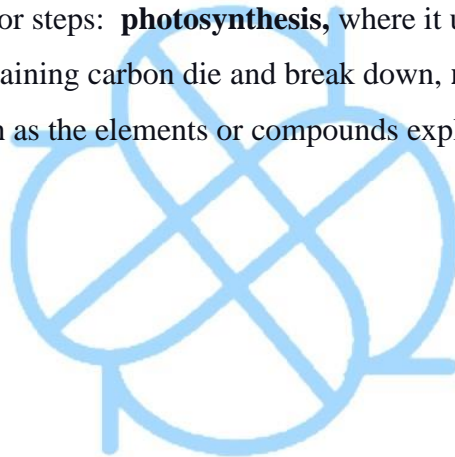 or steps: photosynthesis, where it u
aining carbon die and break down,
as the elements or compounds expl